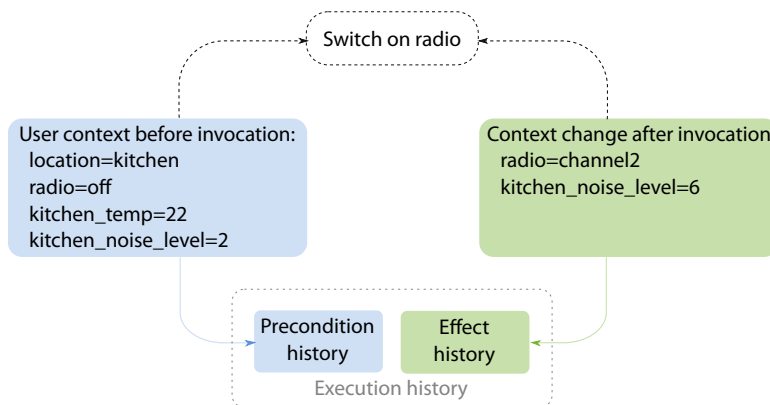 Switch on radio
User context before invocation:
location=kitchen
radio=off
kitchen_temp=22
kitchen_noise_level=2
Context change after invocation
radio=channel2
kitchen_noise_level=6
Precondition
history
Effect
history
Execution history